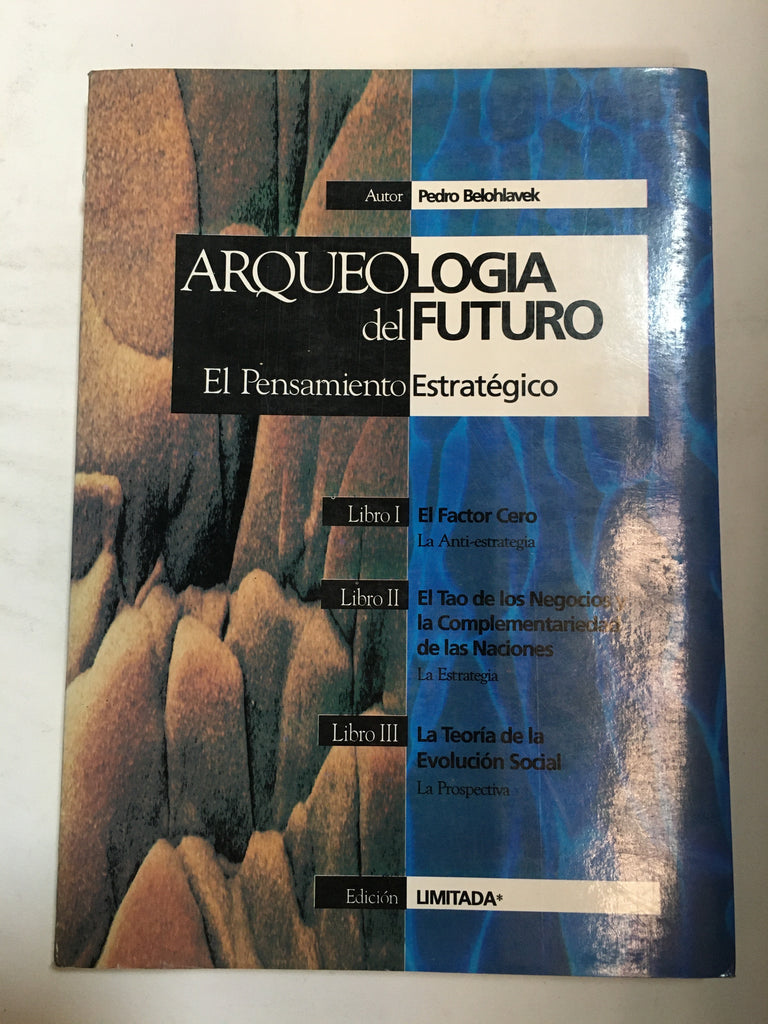 Autor Pedro Belohlavek
ARQUEOLOGIA
del FUTURO
El Pensamiento Estratégico
Libro I El Factor Cero
La Anti-estrategia
Libro II El Tao de los Negocios y
la Complementariedad
de las Naciones
La Estrategia
Libro III La Teoría de la
Evolución Social
La Prospectiva
Edición LIMITADA*